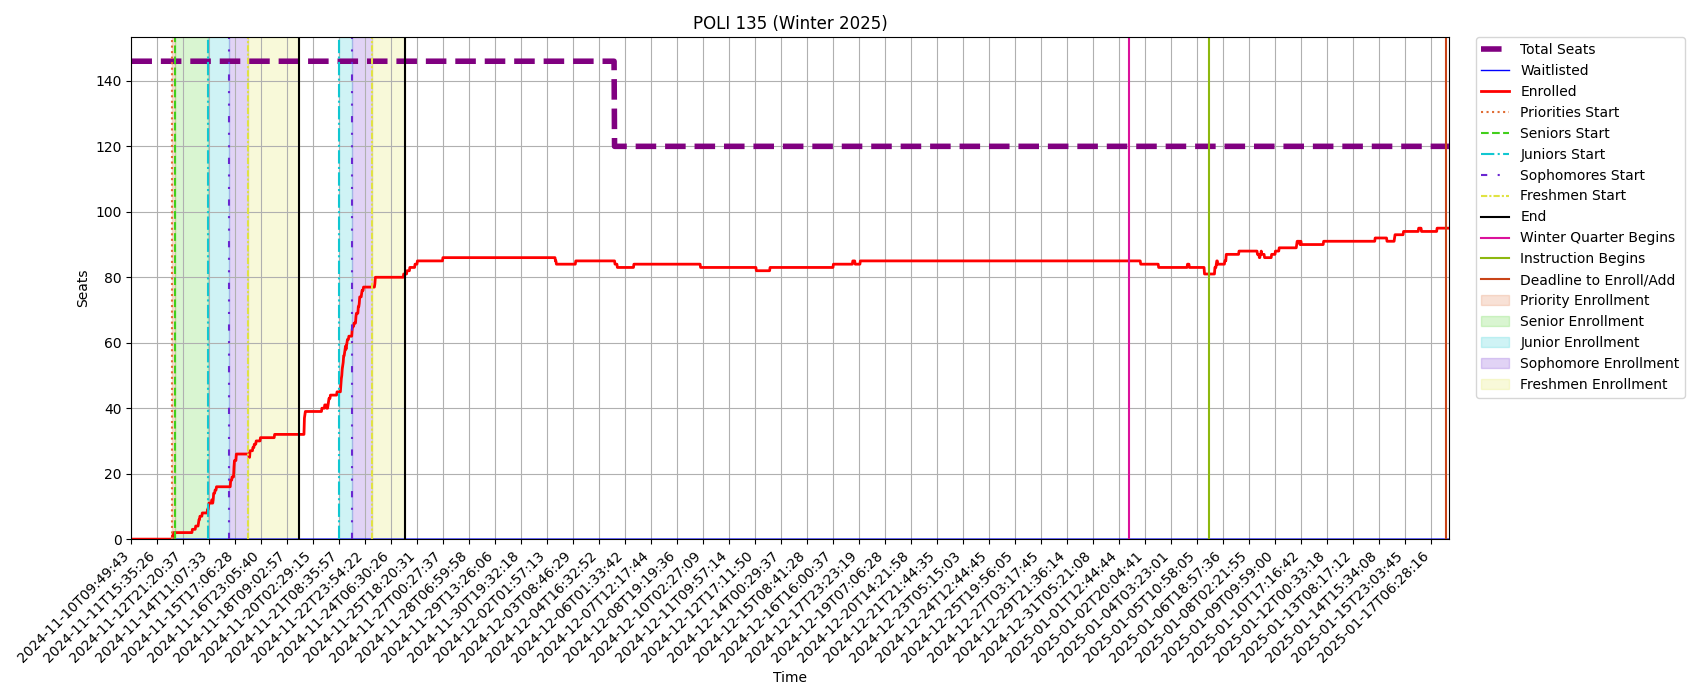 POLI 135 (Winter 2025)
Seats
140
120
100
80
60
40
20
0
2024-11-10T09:49:43
2024-11-11T15:35:26
2024-11-12T21:20:37
2024-11-14T11:07:33
2024-11-15T17:06:28
2024-11-16T23:05:40
2024-11-18T09:02:57
2024-11-20T02:29:15
2024-11-21T08:35:57
2024-11-22T23:54:22
2024-11-24T06:30:26
2024-11-25T18:20:31
2024-11-27T00:27:37
2024-11-28T06:59:58
2024-11-29T13:26:06
2024-11-30T19:32:18
2024-12-02T01:57:13
2024-12-03T08:46:29
2024-12-04T16:32:52
2024-12-06T01:33:42
2024-12-07T12:17:44
2024-12-08T19:19:36
2024-12-10T02:27:09
2024-12-11T09:57:14
2024-12-12T17:11:50
2024-12-14T00:29:37
2024-12-15T08:41:28
2024-12-16T16:00:37
2024-12-17T23:23:19
2024-12-19T07:06:28
2024-12-20T14:21:58
2024-12-21T21:44:35
2024-12-23T05:15:03
2024-12-24T12:44:45
2024-12-25T19:56:05
2024-12-27T03:17:45
2024-12-29T21:36:14
2024-12-31T05:21:08
2025-01-01T12:44:44
2025-01-02T20:04:41
2025-01-04T03:23:01
2025-01-05T10:58:05
2025-01-06T18:57:36
2025-01-08T02:21:55
2025-01-09T09:59:00
2025-01-10T17:16:42
2025-01-12T00:33:18
2025-01-13T08:17:12
2025-01-14T15:34:08
2025-01-15T23:03:45
2025-01-17T06:28:16
Time
Total Seats
Waitlisted
Enrolled
Priorities Start
Seniors Start
Juniors Start
Sophomores Start
Freshmen Start
End
Winter Quarter Begins
Instruction Begins
Deadline to Enroll/Add
Priority Enrollment
Senior Enrollment
Junior Enrollment
Sophomore Enrollment
Freshmen Enrollment